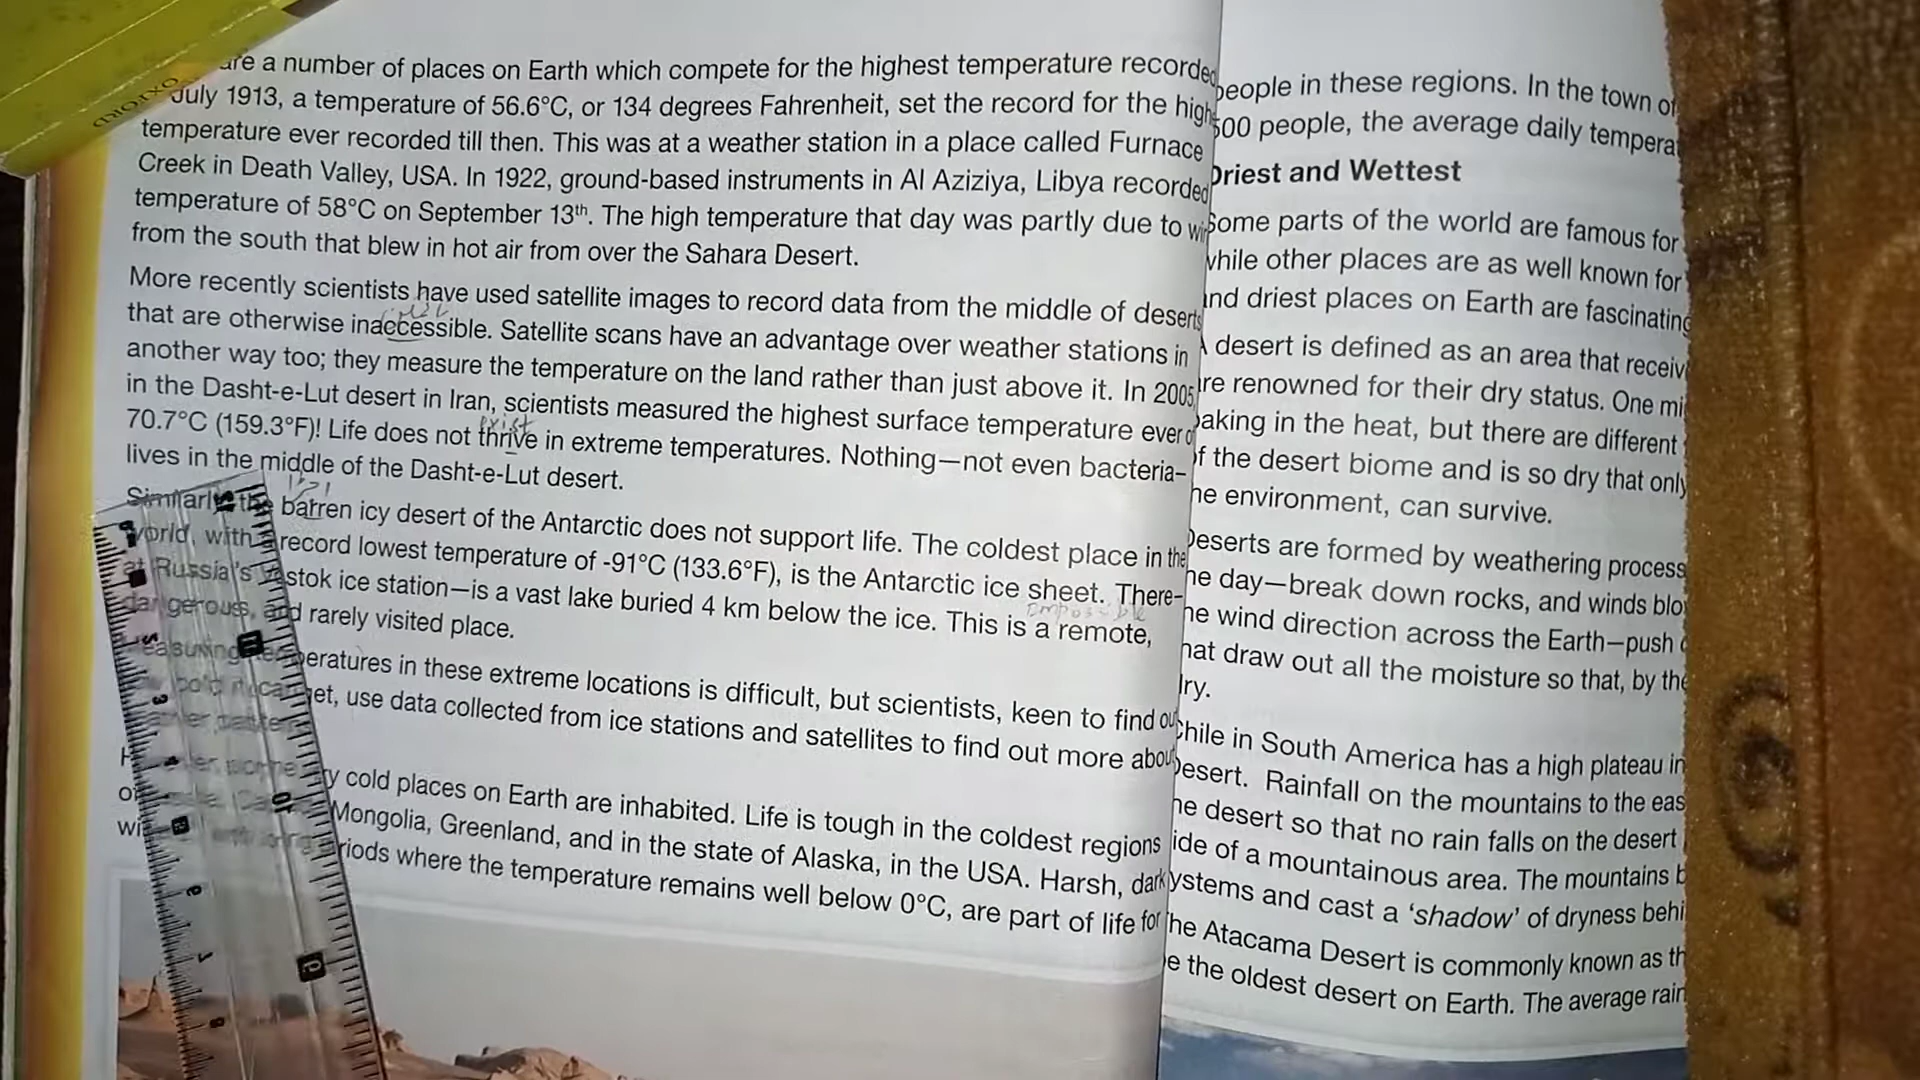 are a number of places on Earth which compete for the highest temperature recorded
July 1913, a temperature of 56.6°C, or 134 degrees Fahrenheit, set the record for the high
temperature ever recorded till then. This was at a weather station in a place called Furnace
Creek in Death Valley, USA. In 1922, ground-based instruments in Al Aziziya, Libya recorded
temperature of 58°C on September 13th. The high temperature that day was partly due to
from the south that blew in hot air from over the Sahara Desert.
More recently scientists have used satellite images to record data from the middle of deserts
that are otherwise inaccessible. Satellite scans have an advantage over weather stations in
another way too; they measure the temperature on the land rather than just above it. In 2005,
in the Dasht-e-Lut desert in Iran, scientists measured the highest surface temperature ever
exist
70.7°C (159.3°F)! Life does not thrive in extreme temperatures. Nothing—not even bacteria–
lives in the middle of the Dasht-e-Lut desert.
Similarly the barren icy desert of the Antarctic does not support life. The coldest place in the
world, with a record lowest temperature of -91°C (133.6°F), is the Antarctic ice sheet. There–
at Russia's Vostok ice station—is a vast lake buried 4 km below the ice. This is a remote,
impossible
dangerous, and rarely visited place.
Measuring temperatures in these extreme locations is difficult, but scientists, keen to find out
cold it can get, use data collected from ice stations and satellites to find out more about
cold places on Earth are inhabited. Life is tough in the coldest regions
Mongolia, Greenland, and in the state of Alaska, in the USA. Harsh, dark
where the temperature remains well below 0°C, are part of life for
people in these regions. In the town of
500 people, the average daily
Driest and Wettest
Some parts of the world are famous for
while other places are as well known for
and driest places on Earth are fascinating
A desert is defined as an area that
are renowned for their dry status. One
baking in the heat, but there are different
of the desert biome and is so dry that only
the environment, can survive.
Deserts are formed by weathering process
the day—break down rocks, and winds
the wind direction across the Earth—push
that draw out all the moisture so that, by the
dry.
Chile in South America has a high plateau in
Desert. Rainfall on the mountains to the
the desert so that no rain falls on the desert
side of a mountainous area. The mountains
systems and cast a ‘shadow’ of dryness
The Atacama Desert is commonly known as
be the oldest desert on Earth. The average